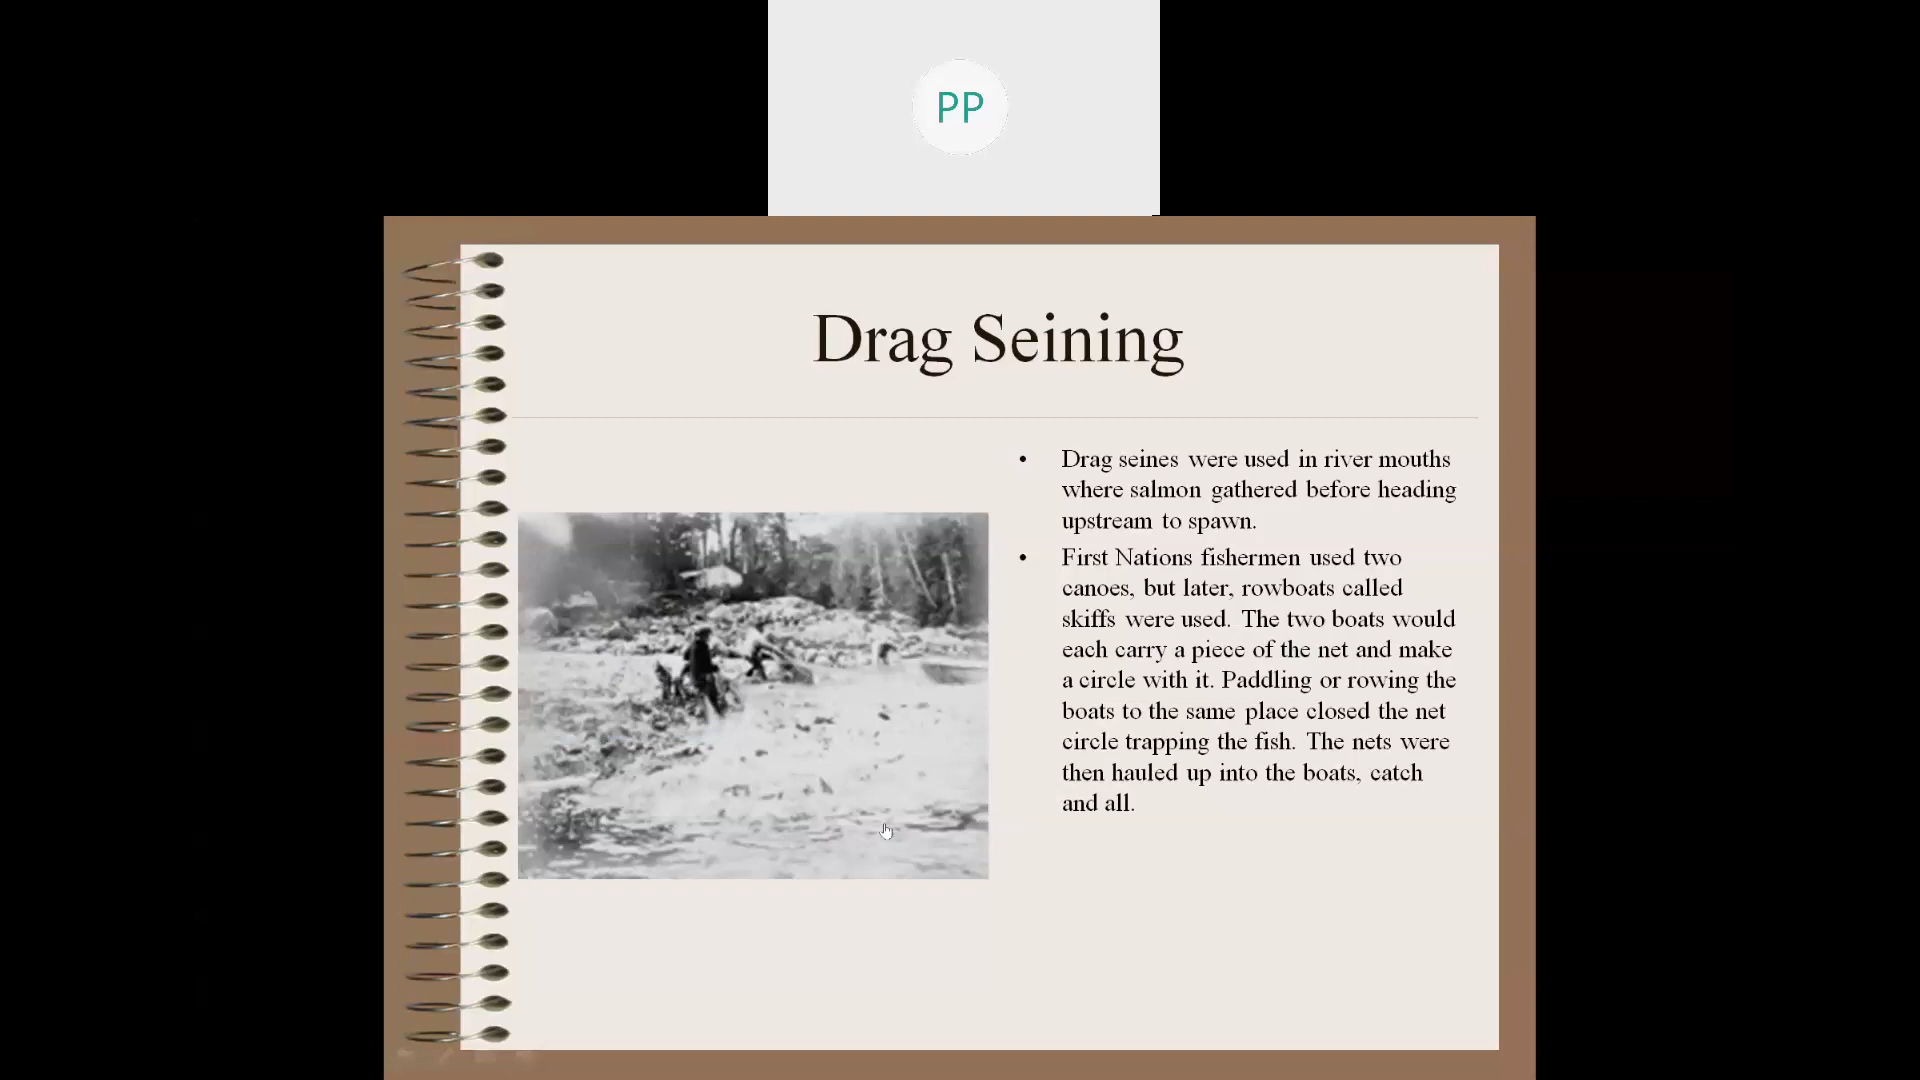 PP
Drag Seining
• Drag seines were used in river mouths
where salmon gathered before heading
upstream to spawn.
• First Nations fishermen used two
canoes, but later, rowboats called
skiffs were used. The two boats would
each carry a piece of the net and make
a circle with it. Paddling or rowing the
boats to the same place closed the net
circle trapping the fish. The nets were
then hauled up into the boats, catch
and all.